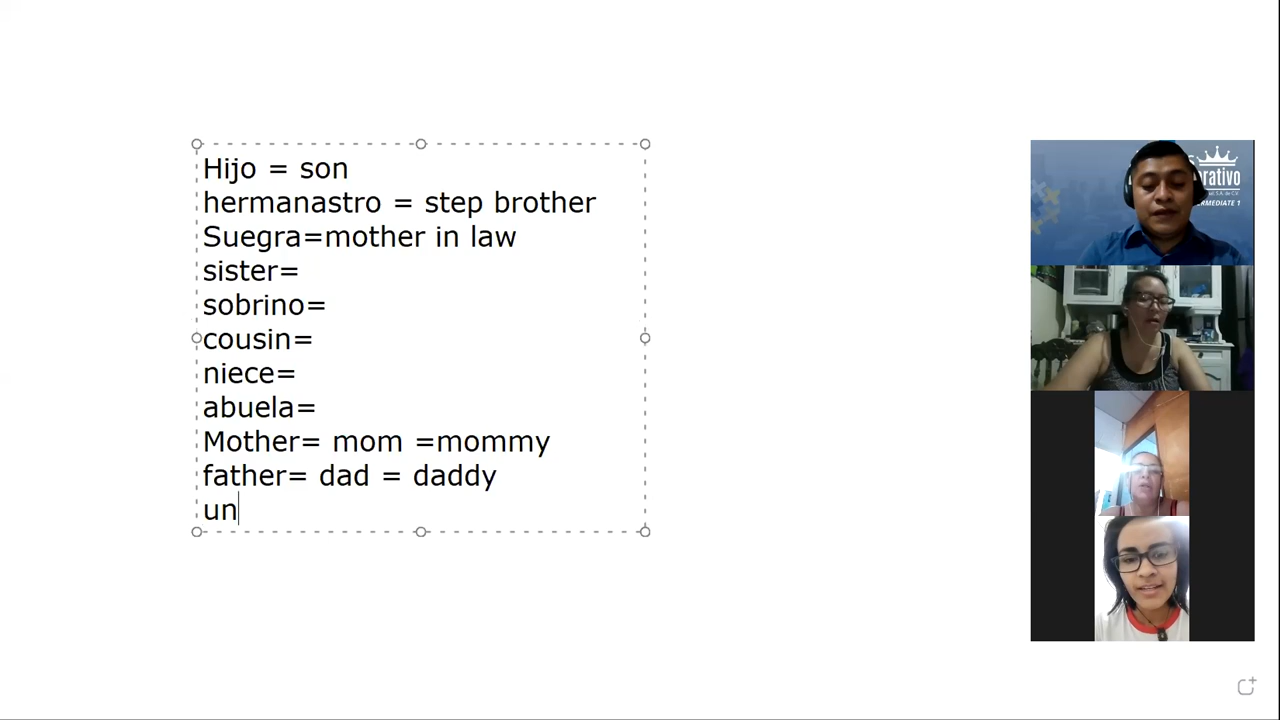 Hijo = son
hermanastro = step brother
Suegra=mother in law
sister=
sobrino=
cousin=
niece=
abuela=
Mother= mom =mommy
father= dad = daddy
un